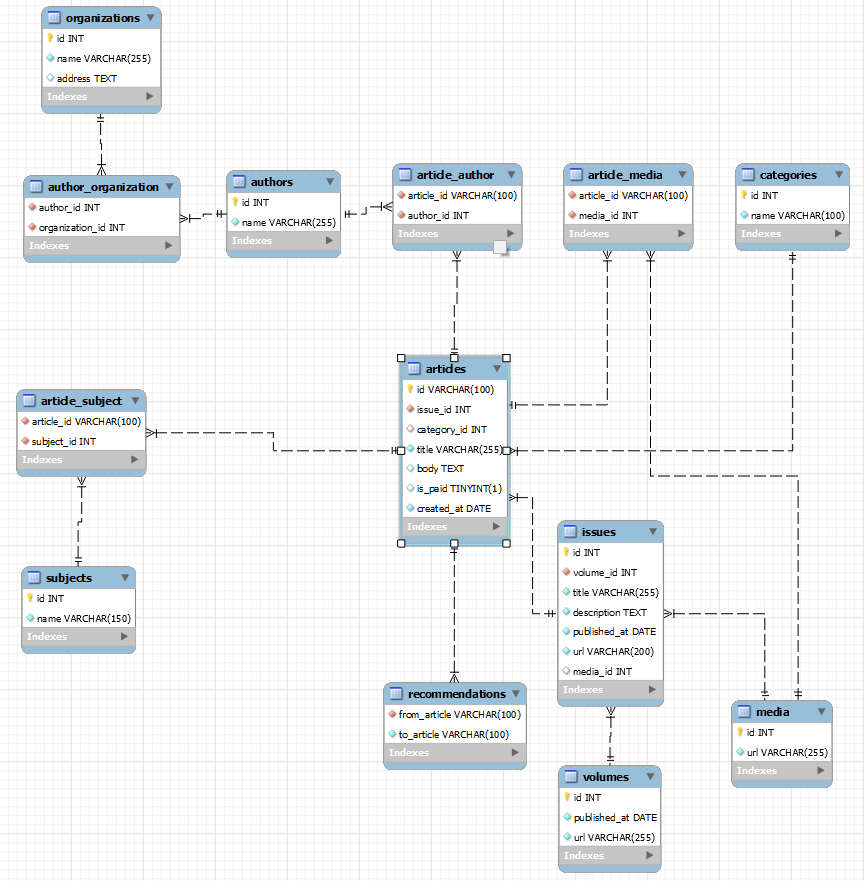 organizations
id INT
name VARCHAR(255)
address TEXT
Indexes
author_organization
author_id INT
organization_id INT
Indexes
authors
id INT
name VARCHAR(255)
Indexes
article_author
article_id VARCHAR(100)
author_id INT
Indexes
article_media
article_id VARCHAR(100)
media_id INT
Indexes
categories
id INT
name VARCHAR(100)
Indexes
articles
id VARCHAR(100)
issue_id INT
category_id INT
title VARCHAR(255)
body TEXT
is_paid TINYINT(1)
created_at DATE
Indexes
article_subject
article_id VARCHAR(100)
subject_id INT
Indexes
subjects
id INT
name VARCHAR(150)
Indexes
issues
id INT
volume_id INT
title VARCHAR(255)
description TEXT
published_at DATE
url VARCHAR(200)
media_id INT
Indexes
recommendations
from_article VARCHAR(100)
to_article VARCHAR(100)
Indexes
media
id INT
url VARCHAR(255)
Indexes
volumes
id INT
published_at DATE
url VARCHAR(255)
Indexes